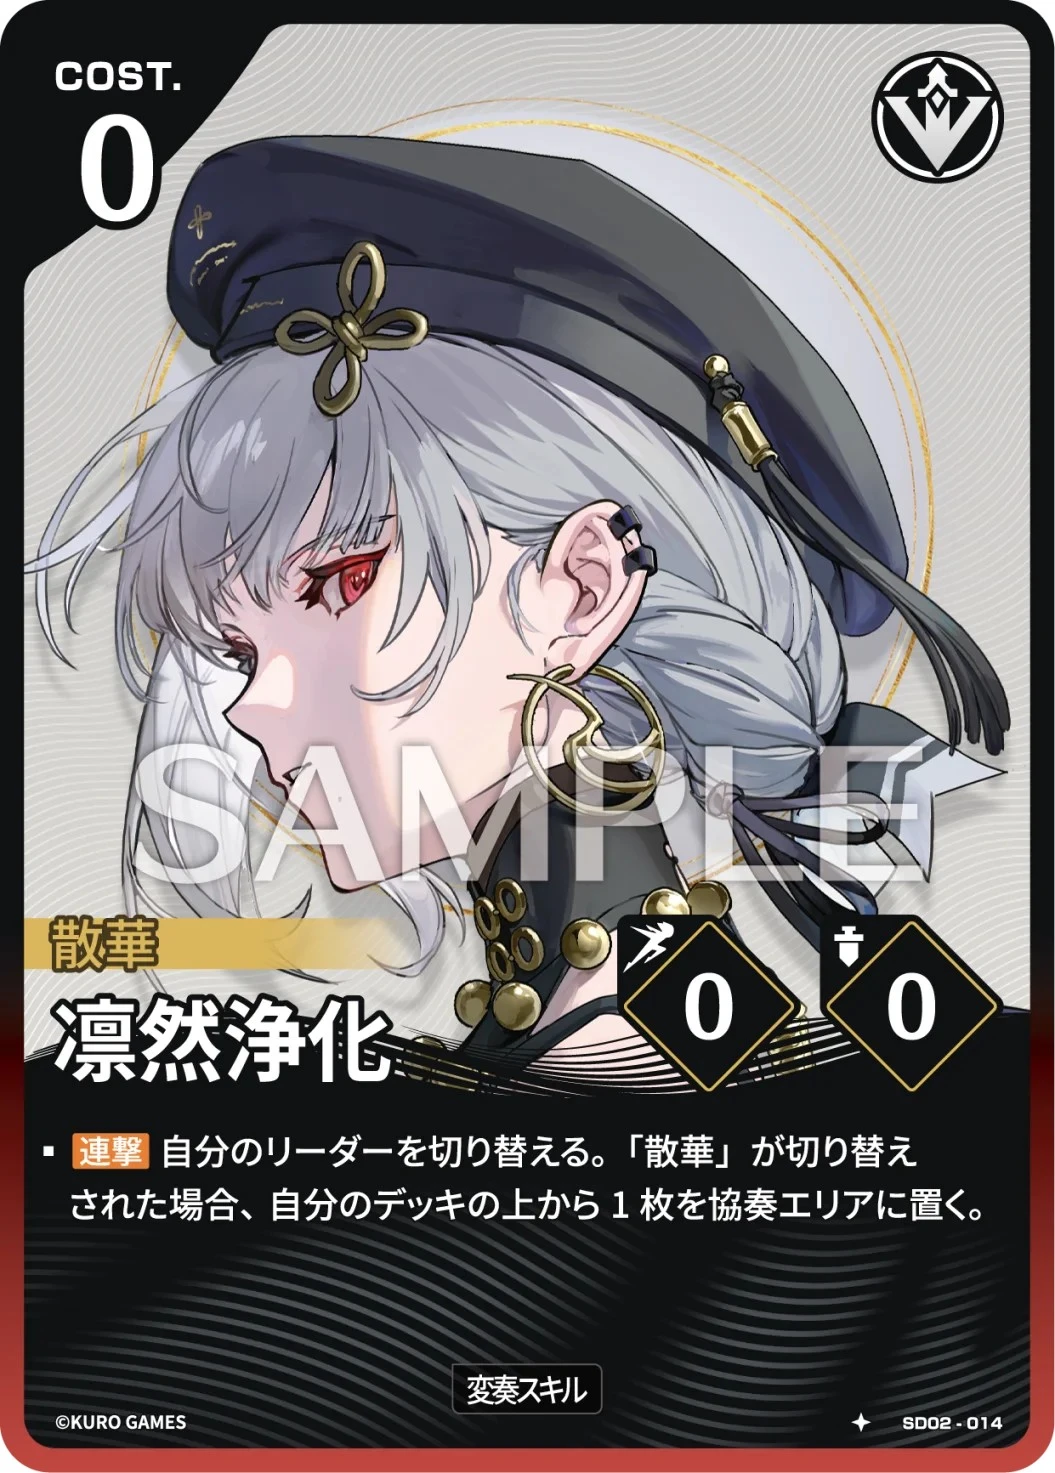 COST.
0
SAMPLE
散華
凛然浄化
0
0
▪ 連撃 自分のリーダーを切り替える。「散華」が切り替え
された場合、自分のデッキの上から1枚を協奏エリアに置く。
変奏スキル
©KURO GAMES
SD02-014